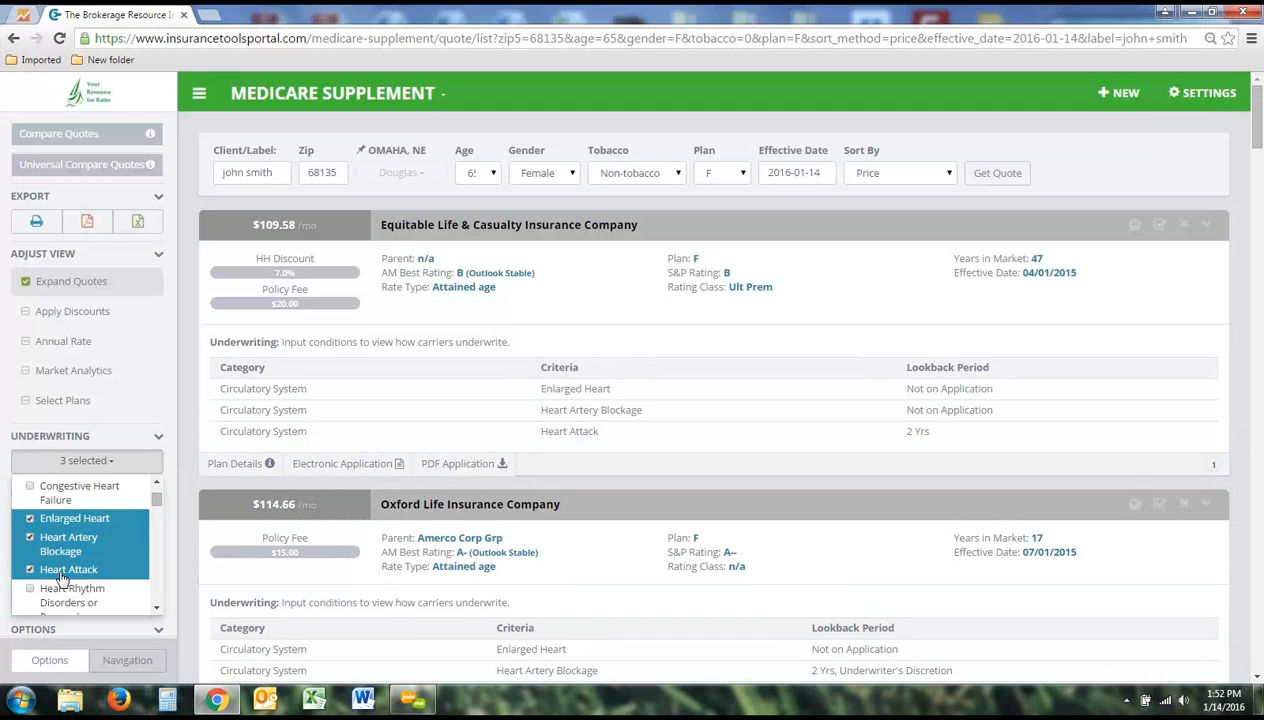 The Brokerage Resource I
https://www.insurancetoolsportal.com/medicare-supplement/quote/list?zip5=68135&age=65&gender=F&tobacco=0&plan=F&sort_method=price&effective_date=2016-01-14&label=john+smith
Imported New folder
Your
Resource
for Rates
MEDICARE SUPPLEMENT
NEW SETTINGS
Compare Quotes
Universal Compare Quotes
EXPORT
ADJUST VIEW
Expand Quotes
Apply Discounts
Annual Rate
Market Analytics
Select Plans
UNDERWRITING
3 selected
Congestive Heart
Failure
Enlarged Heart
Heart Artery
Blockage
Heart Attack
Heart Rhythm
Disorders or
OPTIONS
Options Navigation
Client/Label: Zip OMAHA, NE Age Gender Tobacco Plan Effective Date Sort By
john smith 68135 Douglas Female Non-tobacco F 2016-01-14 Price Get Quote
$109.58 /mo Equitable Life & Casualty Insurance Company
HH Discount Parent: n/a Plan: F Years in Market: 47
7.0% AM Best Rating: B (Outlook Stable) S&P Rating: B Effective Date: 04/01/2015
Policy Fee Rate Type: Attained age Rating Class: Ult Prem
$20.00
Underwriting: Input conditions to view how carriers underwrite.
Category Criteria Lookback Period
Circulatory System Enlarged Heart Not on Application
Circulatory System Heart Artery Blockage Not on Application
Circulatory System Heart Attack 2 Yrs
Plan Details Electronic Application PDF Application 1
$114.66 /mo Oxford Life Insurance Company
Policy Fee Parent: Amerco Corp Grp Plan: F Years in Market: 17
$15.00 AM Best Rating: A- (Outlook Stable) S&P Rating: A-- Effective Date: 07/01/2015
Rate Type: Attained age Rating Class: n/a
Underwriting: Input conditions to view how carriers underwrite.
Category Criteria Lookback Period
Circulatory System Enlarged Heart Not on Application
Circulatory System Heart Artery Blockage 2 Yrs, Underwriter's Discretion
1:52 PM
1/14/2016